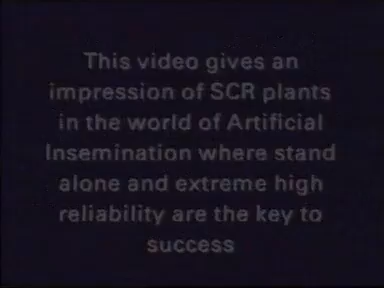 This video gives an
impression of SCR plants
in the world of Artificial
Insemination where stand
alone and extreme high
reliability are the key to
success